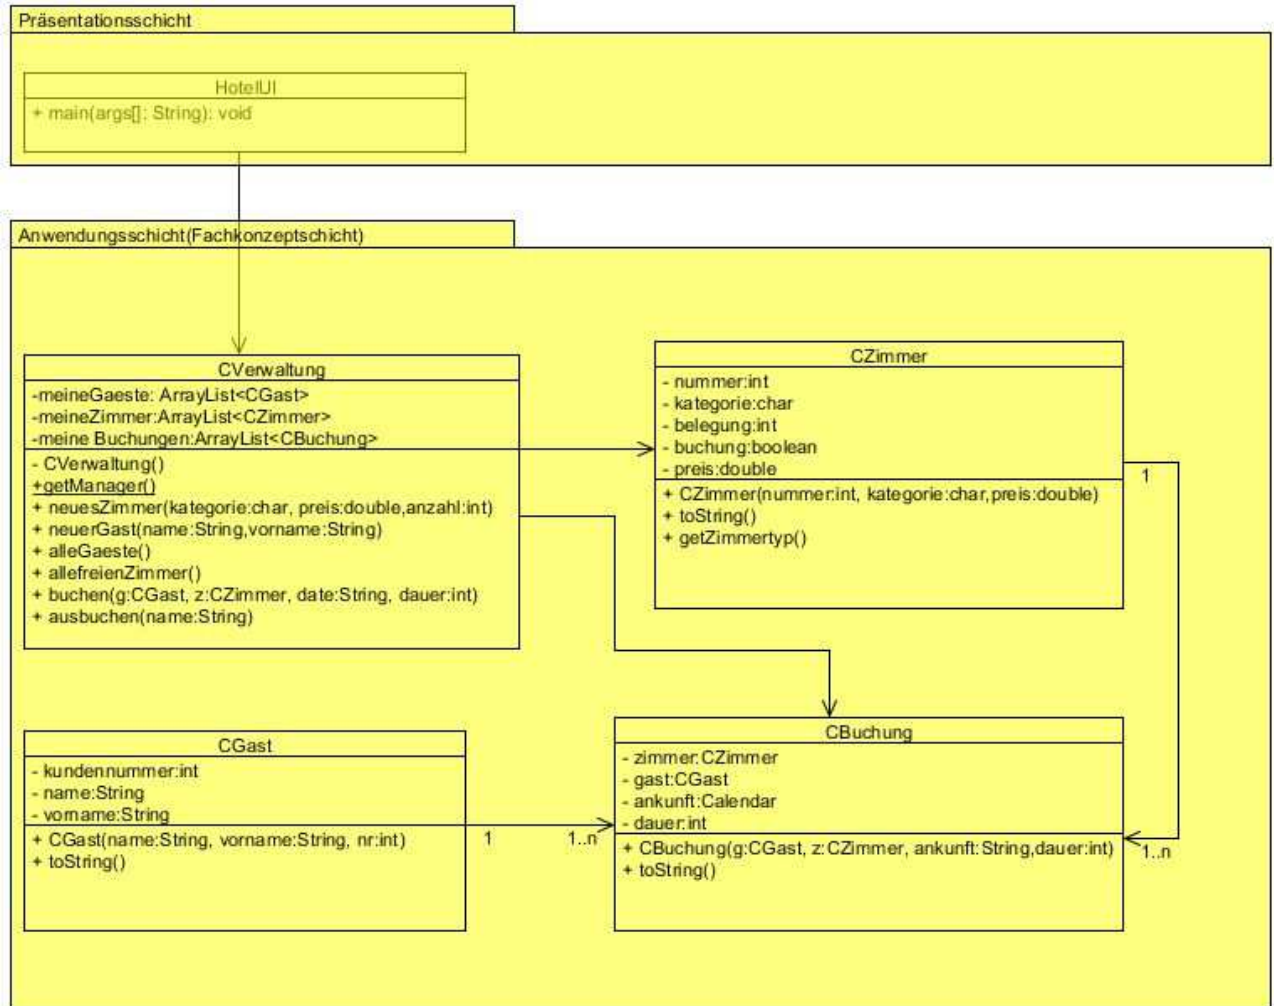 Präsentationsschicht
HotelUI
+ main(args[]: String): void
Anwendungsschicht(Fachkonzeptschicht)
CVerwaltung
-meineGaeste: ArrayList<CGast>
-meineZimmer:ArrayList<CZimmer>
-meine Buchungen:ArrayList<CBuchung>
- CVerwaltung()
+getManager()
+ neuesZimmer(kategorie:char, preis:double,anzahl:int)
+ neuerGast(name:String,vorname:String)
+ alleGaeste()
+ allefreienZimmer()
+ buchen(g:CGast, z:CZimmer, date:String, dauer:int)
+ ausbuchen(name:String)
CZimmer
- nummer:int
- kategorie:char
- belegung:int
- buchung:boolean
- preis:double
+ CZimmer(nummer:int, kategorie:char,preis:double)
+ toString()
+ getZimmertyp()
1
CGast
- kundennummer:int
- name:String
- vorname:String
+ CGast(name:String, vorname:String, nr:int)
+ toString()
1
1..n
CBuchung
- zimmer:CZimmer
- gast:CGast
- ankunft:Calendar
- dauer:int
+ CBuchung(g:CGast, z:CZimmer, ankunft:String,dauer:int)
+ toString()
1..n